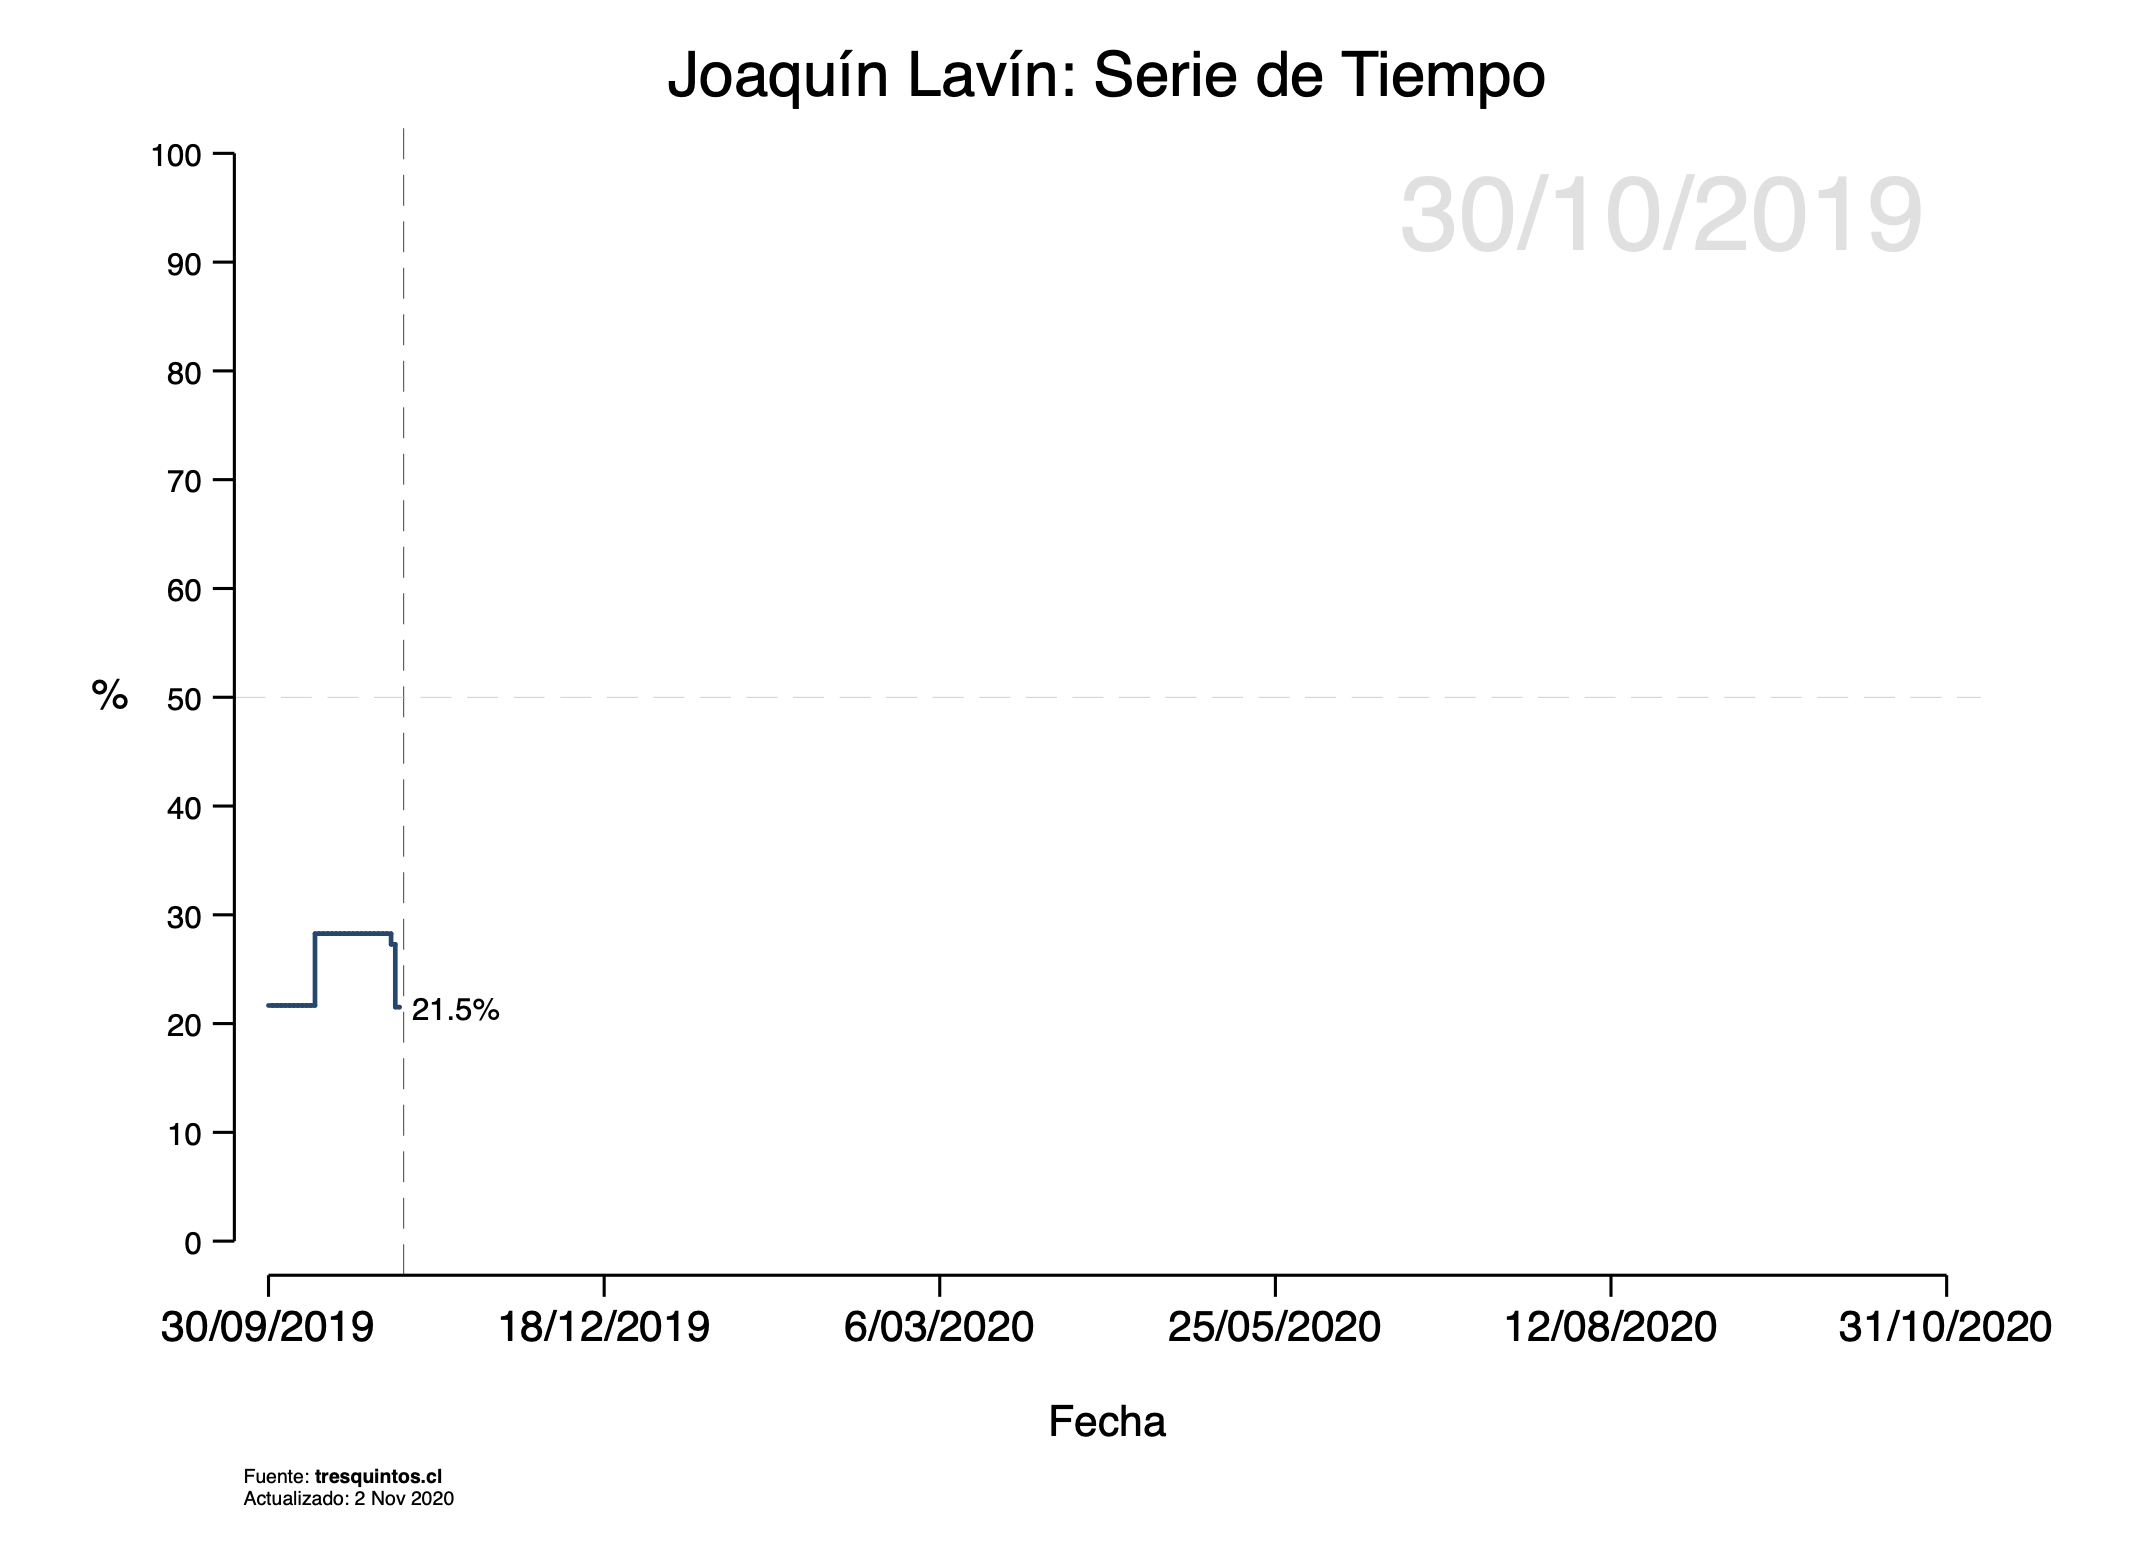 Joaquín Lavín: Serie de Tiempo
30/10/2019
100
90
80
70
60
50
40
30
20
10
0
%
21.5%
30/09/2019 18/12/2019 6/03/2020 25/05/2020 12/08/2020 31/10/2020
Fecha
Fuente: tresquintos.cl
Actualizado: 2 Nov 2020